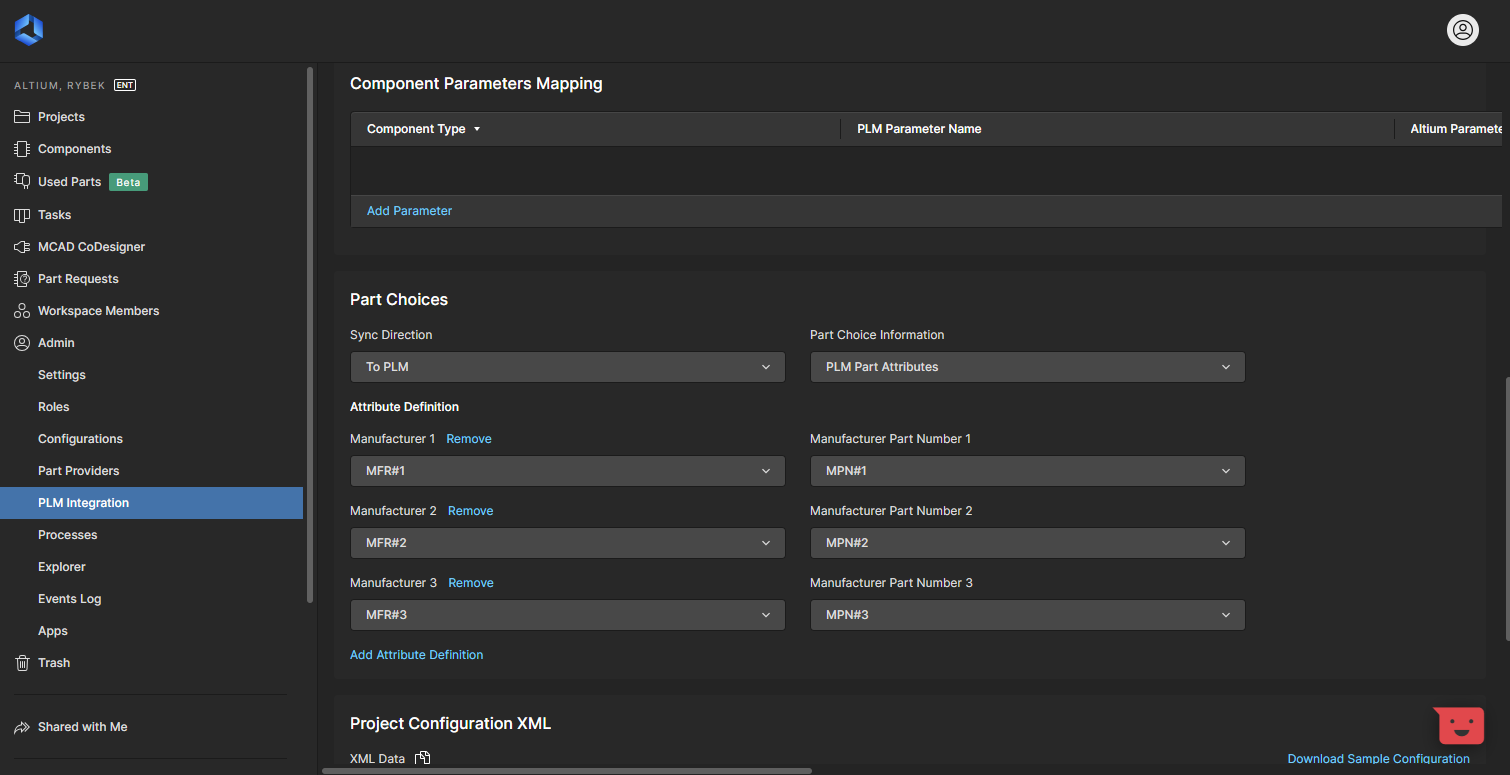 ALTIUM, RYBEK ENT
Projects
Components
Used Parts Beta
Tasks
MCAD CoDesigner
Part Requests
Workspace Members
Admin
Settings
Roles
Configurations
Part Providers
PLM Integration
Processes
Explorer
Events Log
Apps
Trash
Shared with Me
Component Parameters Mapping
Component Type PLM Parameter Name Altium Paramete
Add Parameter
Part Choices
Sync Direction Part Choice Information
To PLM PLM Part Attributes
Attribute Definition
Manufacturer 1 Remove Manufacturer Part Number 1
MFR#1 MPN#1
Manufacturer 2 Remove Manufacturer Part Number 2
MFR#2 MPN#2
Manufacturer 3 Remove Manufacturer Part Number 3
MFR#3 MPN#3
Add Attribute Definition
Project Configuration XML
XML Data Download Sample Configuration